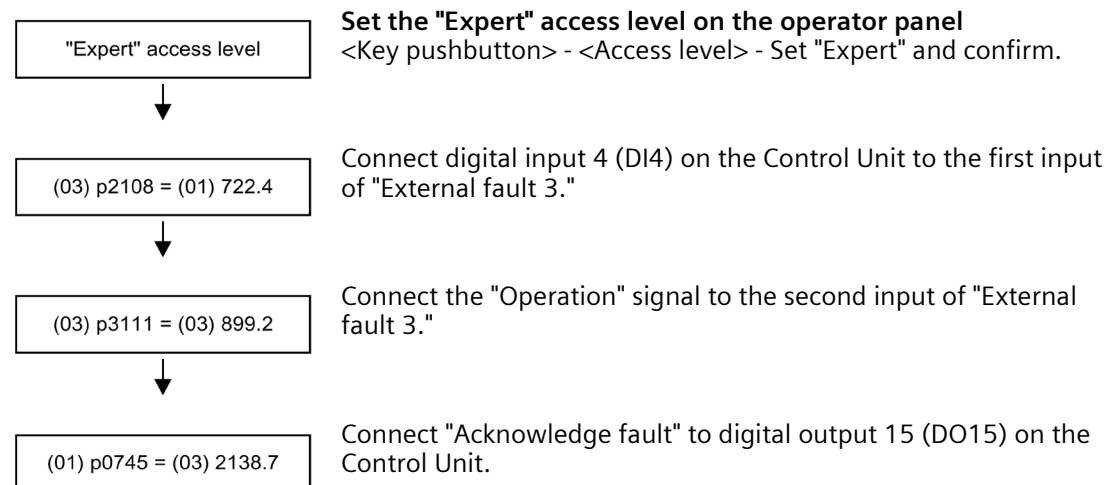 "Expert" access level
Set the "Expert" access level on the operator panel
<Key pushbutton> - <Access level> - Set "Expert" and confirm.
(03) p2108 = (01) 722.4
Connect digital input 4 (DI4) on the Control Unit to the first input
of "External fault 3."
(03) p3111 = (03) 899.2
Connect the "Operation" signal to the second input of "External
fault 3."
(01) p0745 = (03) 2138.7
Connect "Acknowledge fault" to digital output 15 (DO15) on the
Control Unit.